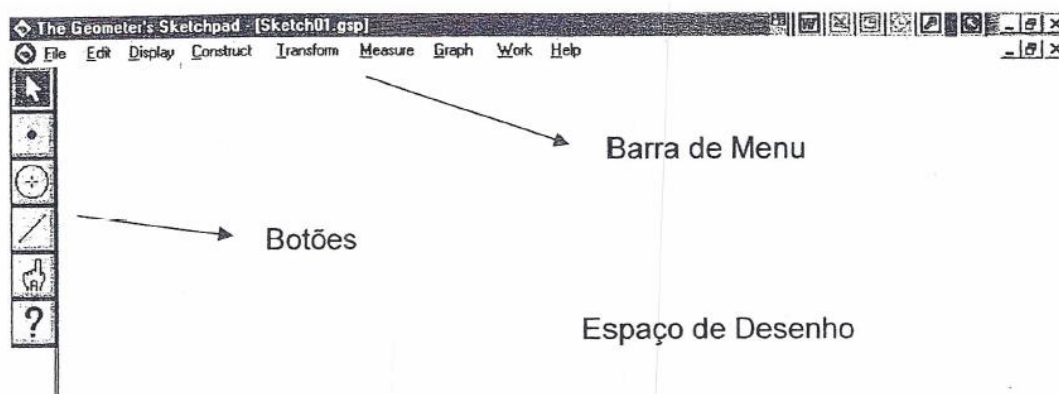 The Geometer's Sketchpad - [Sketch01.gsp]
File Edit Display Construct Transform Measure Graph Work Help
Barra de Menu
Botões
?
Espaço de Desenho